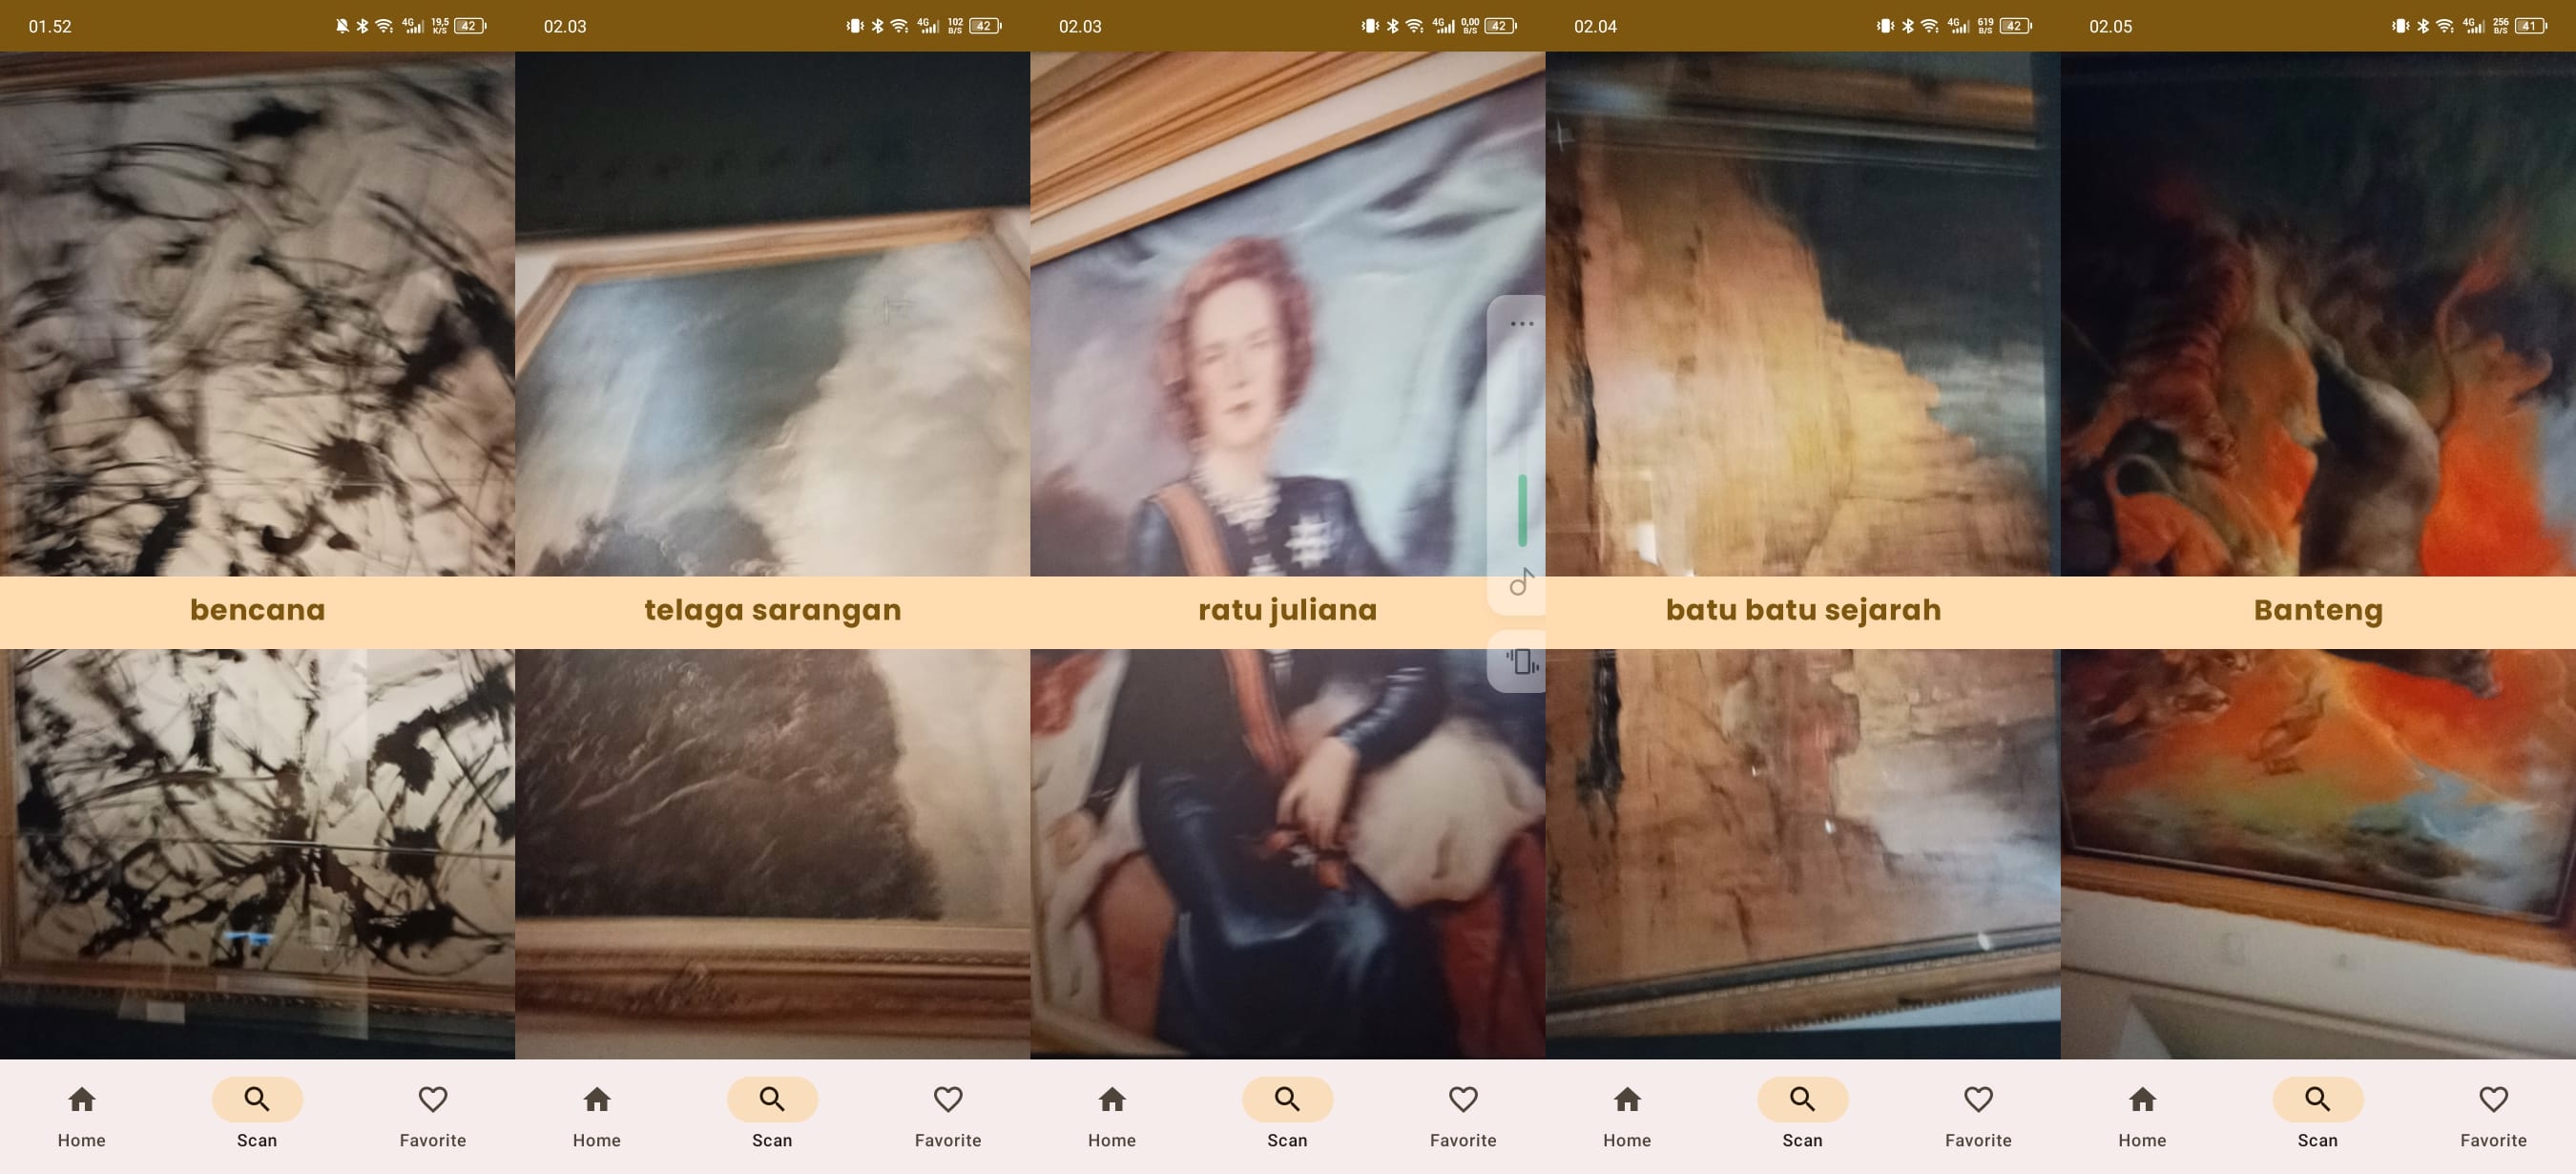 01.52
4G 19,5 K/S 42
bencana
Home Scan Favorite
02.03
4G 102 B/S 42
telaga sarangan
Home Scan Favorite
02.03
4G 0,00 B/S 42
ratu juliana
Home Scan Favorite
02.04
4G 619 B/S 42
batu batu sejarah
Home Scan Favorite
02.05
4G 256 B/S 41
Banteng
Home Scan Favorite